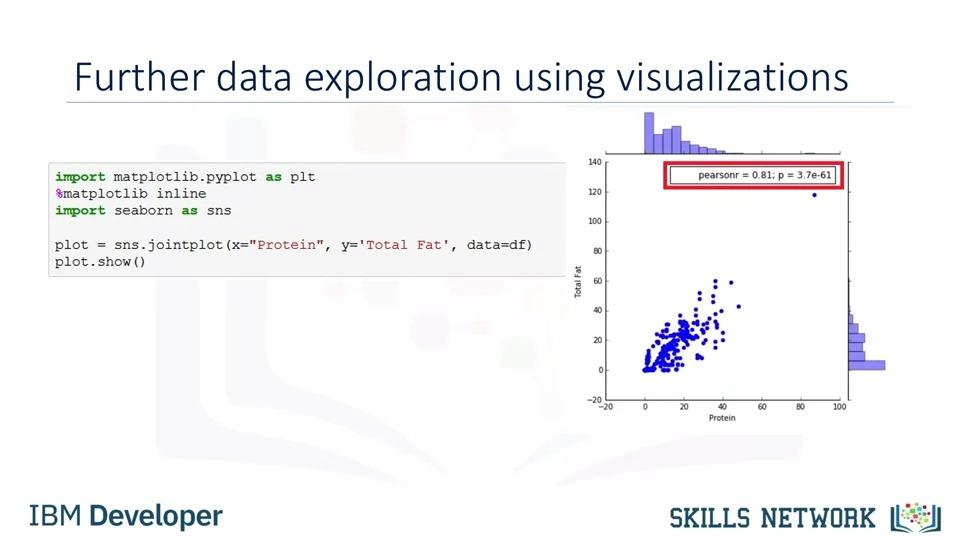 Further data exploration using visualizations
import matplotlib.pyplot as plt
%matplotlib inline
import seaborn as sns
plot = sns.jointplot(x="Protein", y='Total Fat', data=df)
plot.show()
pearsonr = 0.81; p = 3.7e-61
140
120
100
80
60
40
20
0
−20
Total Fat
−20 0 20 40 60 80 100
Protein
IBM Developer
SKILLS NETWORK